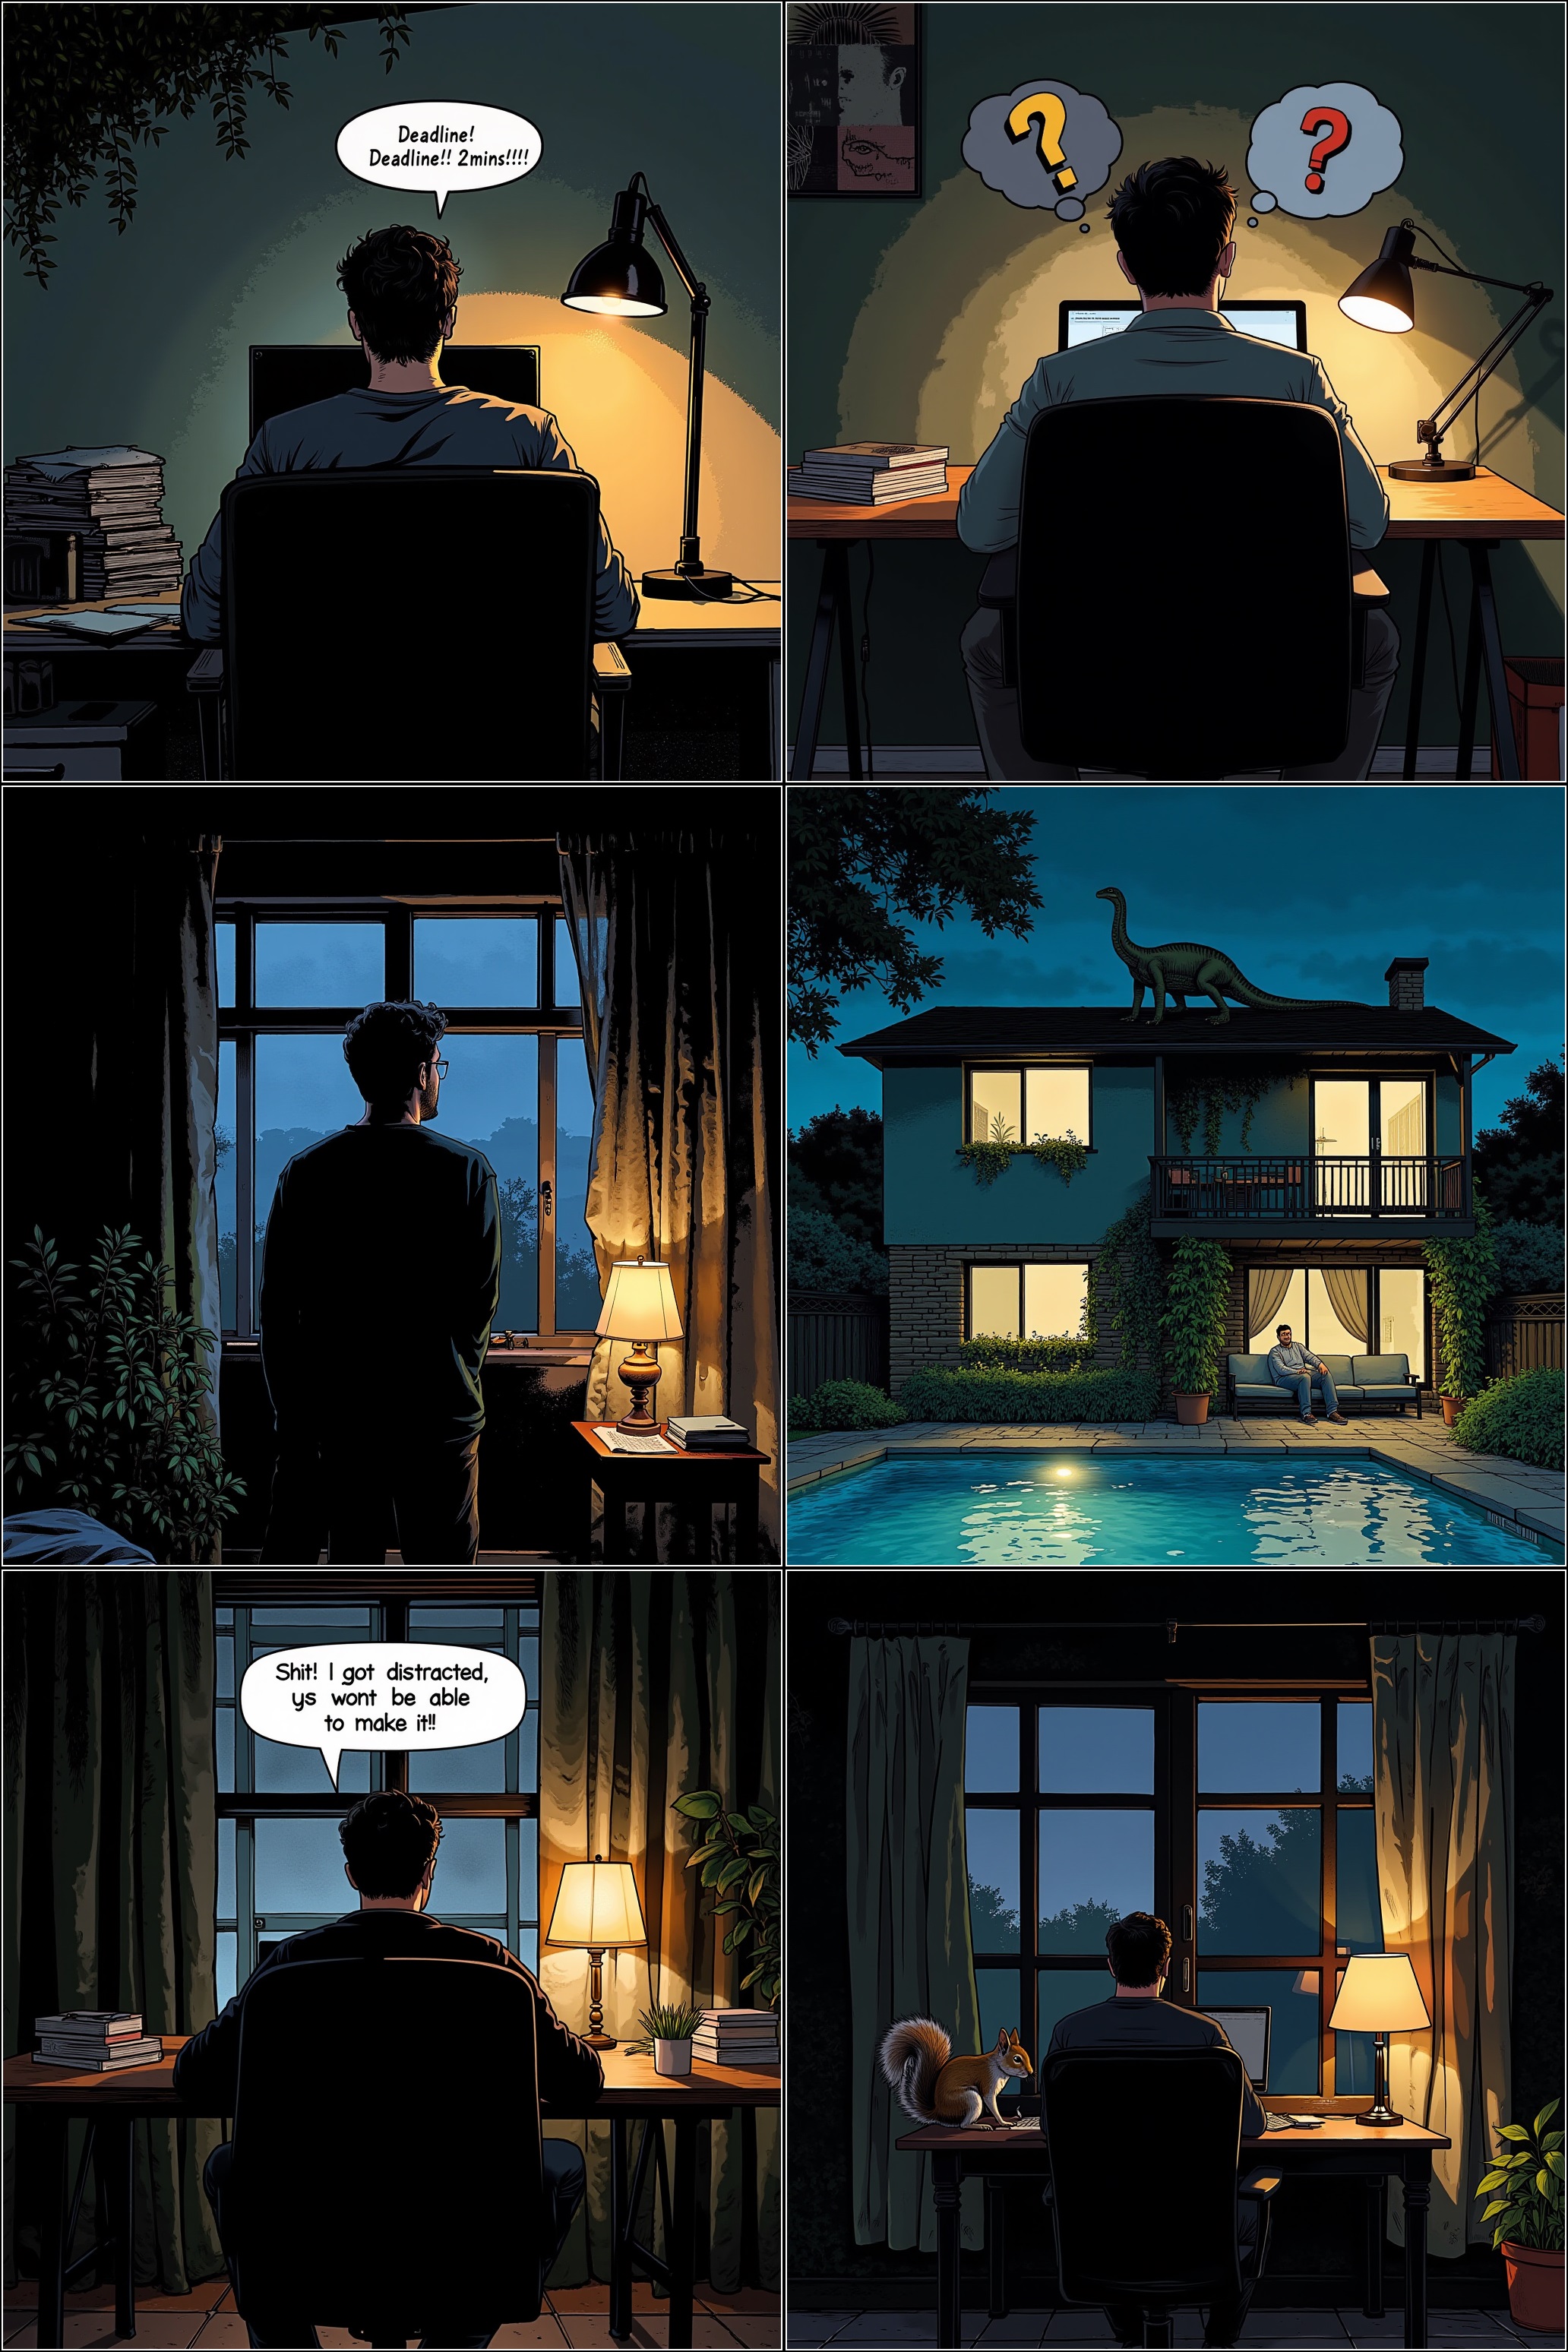 Deadline!
Deadline!! 2mins!!!!
?
?
Shit! I got distracted,
ys wont be able
to make it!!